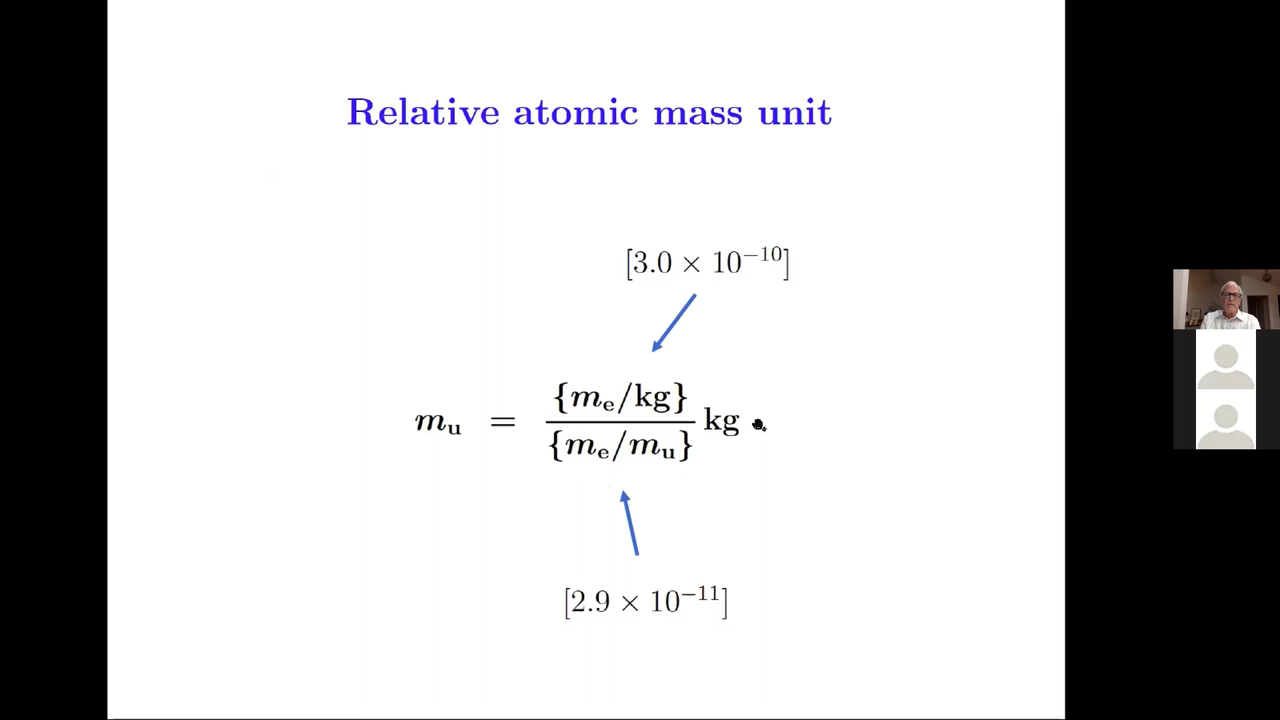 Relative atomic mass unit
[3.0 × 10⁻¹⁰]
mᵤ = {mₑ/kg} / {mₑ/mᵤ} kg
[2.9 × 10⁻¹¹]